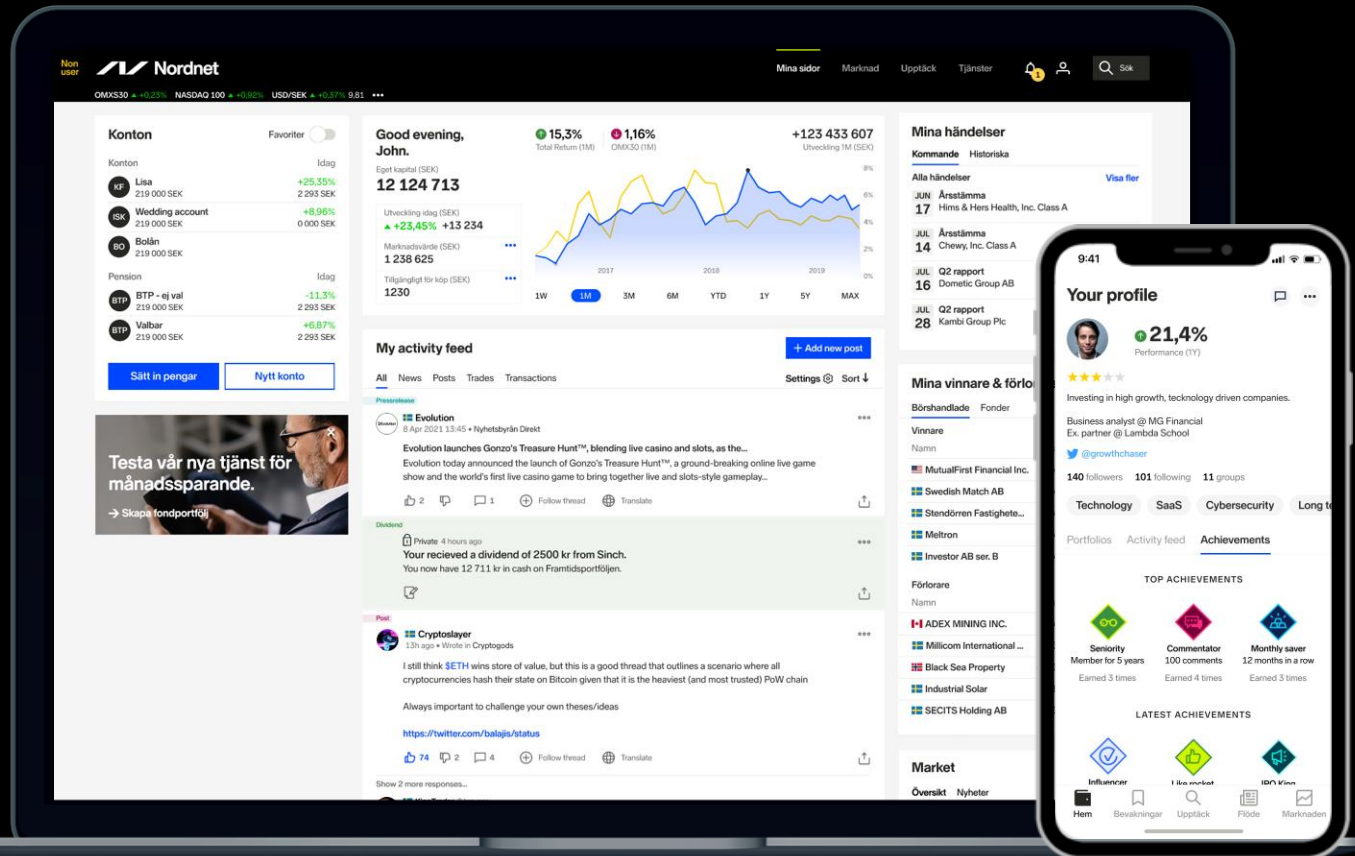 Non
user
Nordnet
Mina sidor Marknad Upptäck Tjänster 1 Sök
OMXS30 ▲ +0,23% NASDAQ 100 ▲ +0,92% USD/SEK ▲ +0,37% 9,81 •••
Konton Favoriter
Konton Idag
KF Lisa +25,35%
219 000 SEK 2 293 SEK
ISK Wedding account +8,96%
219 000 SEK 0 000 SEK
BO Bolån
219 000 SEK
Pension Idag
BTP BTP - ej val -11,3%
219 000 SEK 2 293 SEK
BTP Valbar +6,87%
219 000 SEK 2 293 SEK
Sätt in pengar Nytt konto
Testa vår nya tjänst för
månadssparande.
→ Skapa fondportfölj
Good evening,
John.
15,3% 1,16% +123 433 607
Total Return (1M) OMX30 (1M) Utveckling 1M (SEK)
Eget kapital (SEK)
12 124 713
Utveckling idag (SEK)
▲ +23,45% +13 234
Marknadsvärde (SEK) •••
1 238 625
Tillgängligt för köp (SEK) •••
1230
8%
6%
4%
2%
0%
2017 2018 2019
1W 1M 3M 6M YTD 1Y 5Y MAX
My activity feed + Add new post
All News Posts Trades Transactions Settings Sort ↓
Pressrelease
Evolution
8 Apr 2021 13:45 • Nyhetsbyrån Direkt
Evolution launches Gonzo's Treasure Hunt™, blending live casino and slots, as the...
Evolution today announced the launch of Gonzo's Treasure Hunt™, a ground-breaking online live game
show and the world's first live casino game to bring together live and slots-style gameplay...
2 1 Follow thread Translate
Dividend
Private 4 hours ago
Your recieved a dividend of 2500 kr from Sinch.
You now have 12 711 kr in cash on Framtidsportföljen.
Post
Cryptoslayer
13h ago • Wrote in Cryptogods
I still think $ETH wins store of value, but this is a good thread that outlines a scenario where all
cryptocurrencies hash their state on Bitcoin given that it is the heaviest (and most trusted) PoW chain
Always important to challenge your own theses/ideas
https://twitter.com/balajis/status
74 2 4 Follow thread Translate
Show 2 more responses...
Mina händelser
Kommande Historiska
Alla händelser Visa fler
JUN Årsstämma
17 Hims & Hers Health, Inc. Class A
JUL Årsstämma
14 Chewy, Inc. Class A
JUL Q2 rapport
16 Dometic Group AB
JUL Q2 rapport
28 Kambi Group Plc
Mina vinnare & förlo
Börshandlade Fonder
Vinnare
Namn
MutualFirst Financial Inc.
Swedish Match AB
Stendörren Fastighete...
Meltron
Investor AB ser. B
Förlorare
Namn
ADEX MINING INC.
Millicom International ...
Black Sea Property
Industrial Solar
SECITS Holding AB
Market
Översikt Nyheter
9:41
Your profile •••
21,4%
Performance (1Y)
Investing in high growth, tecknology driven companies.
Business analyst @ MG Financial
Ex. partner @ Lambda School
@growthchaser
140 followers 101 following 11 groups
Technology SaaS Cybersecurity Long te
Portfolios Activity feed Achievements
TOP ACHIEVEMENTS
Seniority Commentator Monthly saver
Member for 5 years 100 comments 12 months in a row
Earned 3 times Earned 4 times Earned 3 times
LATEST ACHIEVEMENTS
Influencer Like rocket IPO King
Hem Bevakningar Upptäck Flöde Marknaden